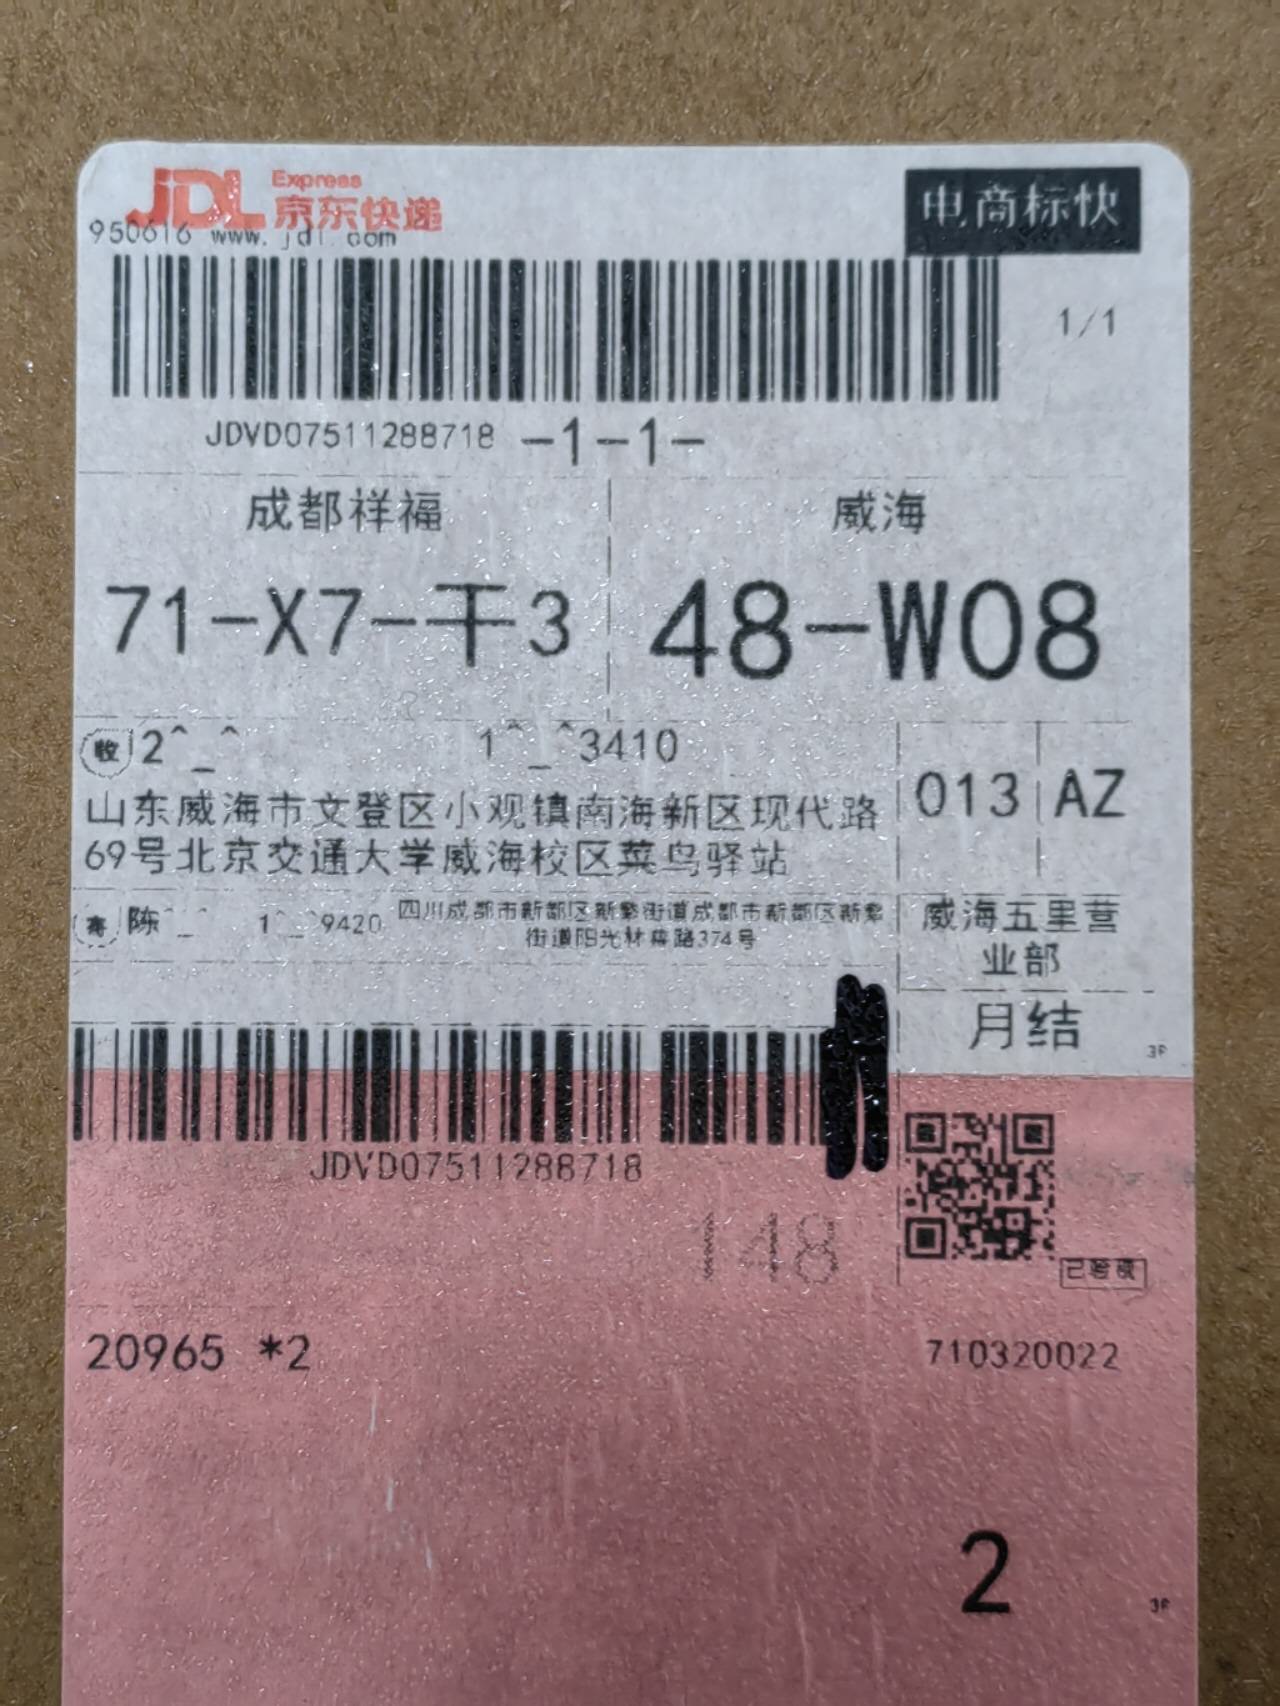 JDL Express 京东快递
950616 www.jdl.com
电商标快
1/1
JDVD07511288718 -1-1-
成都祥福
威海
71-X7-干3
48-W08
收 2^_^ 1^_^3410
山东威海市文登区小观镇南海新区现代路
69号北京交通大学威海校区菜鸟驿站
013 AZ
寄 陈^_^ 1^_^9420
四川成都市新都区新繁街道成都市新都区新繁
街道阳光林荫路374号
威海五里营
业部
月结
3P
JDVD07511288718
148
已验视
20965 *2
710320022
2
3P